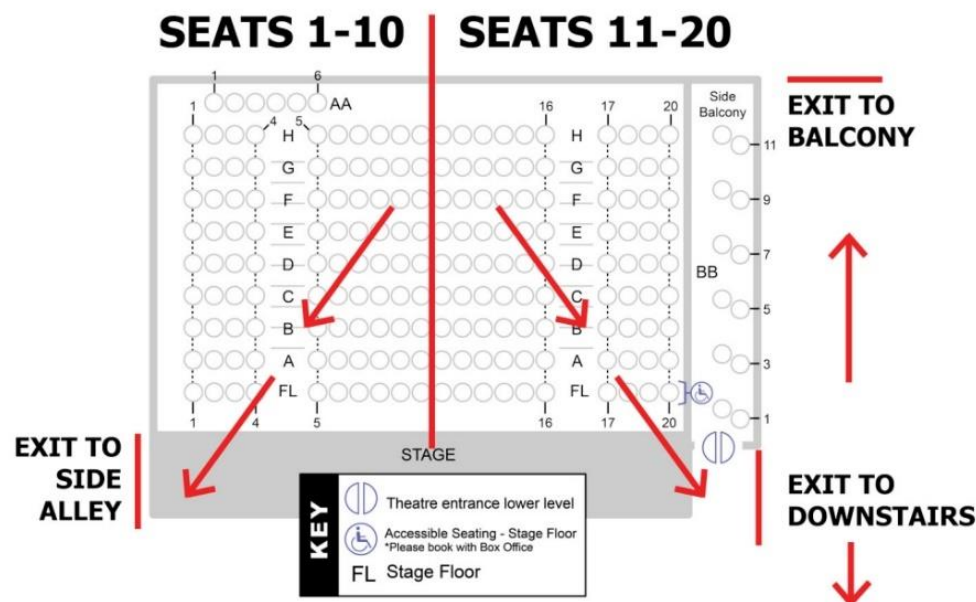 SEATS 1-10
SEATS 11-20
1 6
AA
Side
Balcony
EXIT TO
BALCONY
1 4 5 16 17 20
H H
11
G G
F F
9
E E
7
D D
BB
C C
5
B B
A A
3
FL FL
1
1 4 5 16 17 20
EXIT TO
SIDE
ALLEY
STAGE
EXIT TO
DOWNSTAIRS
KEY
Theatre entrance lower level
Accessible Seating - Stage Floor
*Please book with Box Office
FL Stage Floor